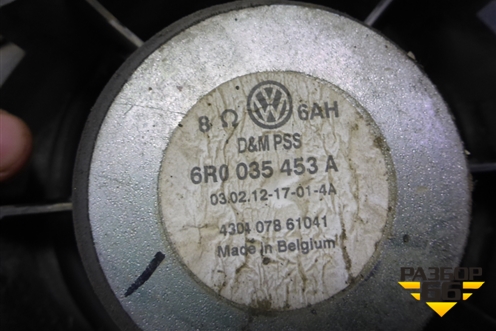 8 Ω 6AH
D&M PSS
6R0 035 453 A
03.02.12-17-01-4A
4304 078 61041
Made in Belgium
РАЗБОР
66